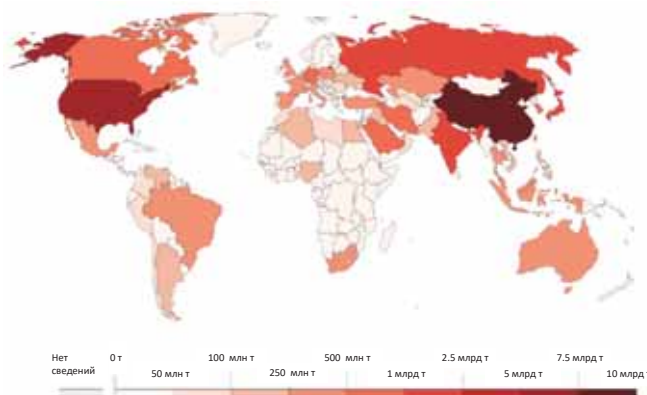 Нет сведений
0 т
50 млн т
100 млн т
250 млн т
500 млн т
1 млрд т
2.5 млрд т
5 млрд т
7.5 млрд т
10 млрд т